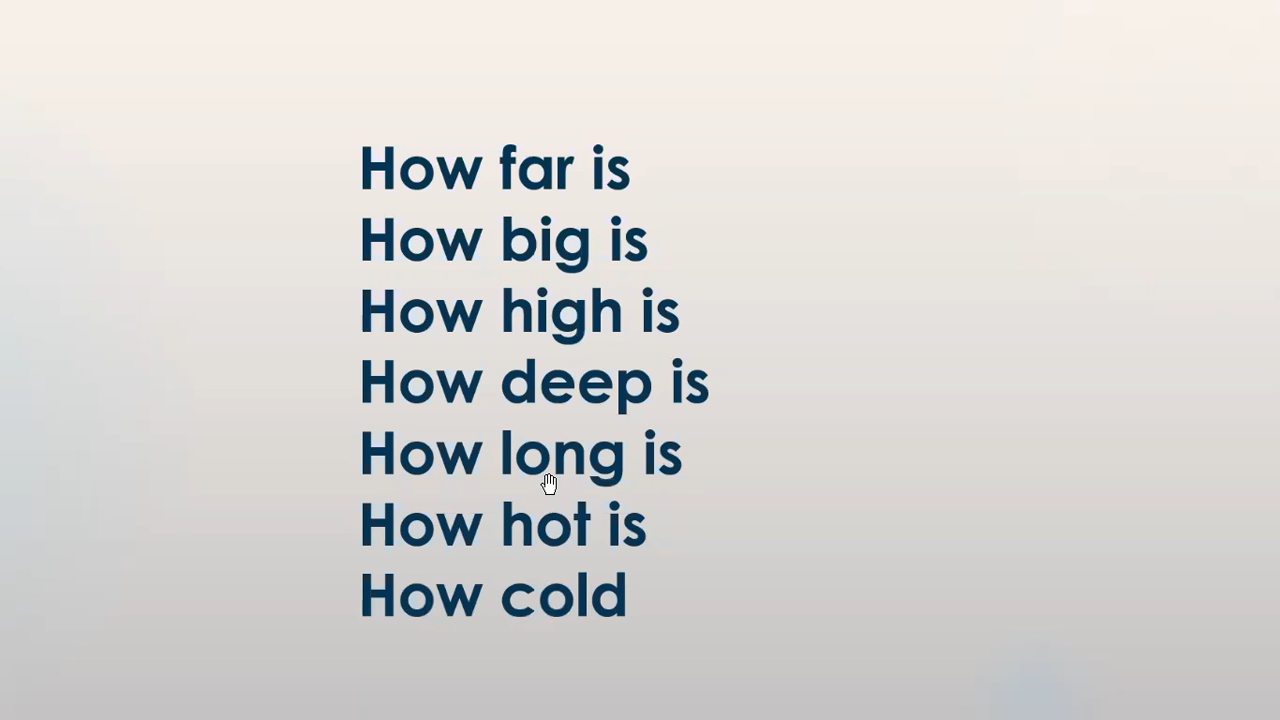 How far is
How big is
How high is
How deep is
How long is
How hot is
How cold